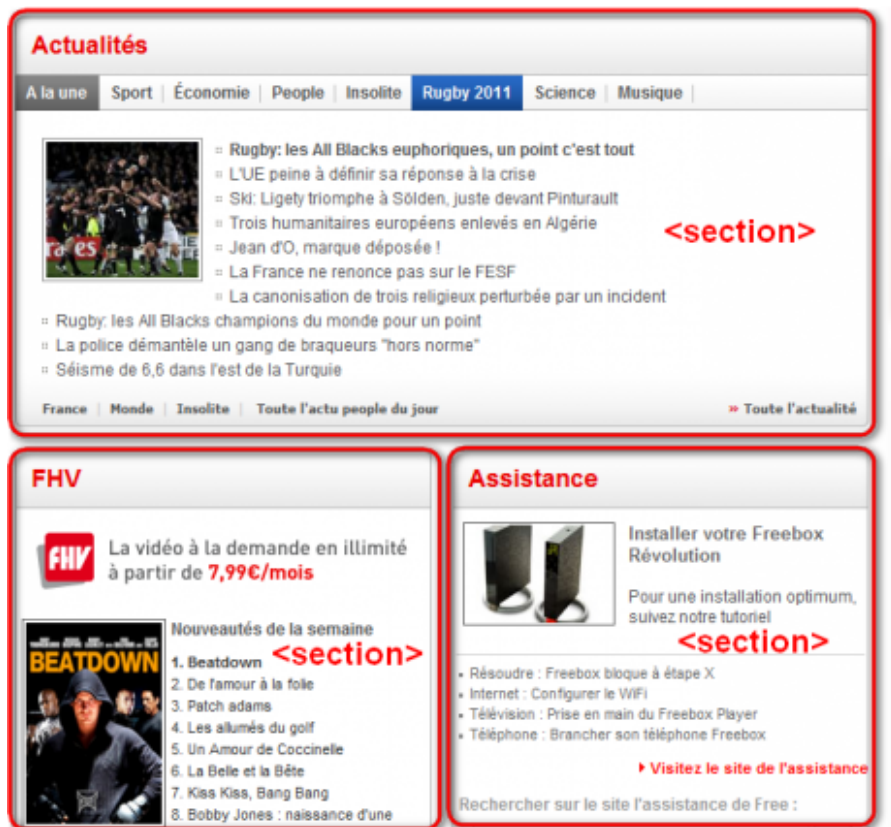 Actualités
A la une | Sport | Économie | People | Insolite | Rugby 2011 | Science | Musique |
Rugby: les All Blacks euphoriques, un point c'est tout
L'UE peine à définir sa réponse à la crise
Ski: Ligety triomphe à Sölden, juste devant Pinturault
Trois humanitaires européens enlevés en Algérie
<section>
Jean d'O, marque déposée !
La France ne renonce pas sur le FESF
La canonisation de trois religieux perturbée par un incident
Rugby: les All Blacks champions du monde pour un point
La police démantèle un gang de braqueurs "hors norme"
Séisme de 6,6 dans l'est de la Turquie
France | Monde | Insolite | Toute l'actu people du jour
» Toute l'actualité
FHV
FHV
La vidéo à la demande en illimité
à partir de 7,99€/mois
BEATDOWN
Nouveautés de la semaine
<section>
1. Beatdown
2. De l'amour à la folie
3. Patch adams
4. Les allumés du golf
5. Un Amour de Coccinelle
6. La Belle et la Bête
7. Kiss Kiss, Bang Bang
8. Bobby Jones : naissance d'une
Assistance
Installer votre Freebox
Révolution
Pour une installation optimum,
suivez notre tutoriel
<section>
Résoudre : Freebox bloque à étape X
Internet : Configurer le WiFi
Télévision : Prise en main du Freebox Player
Téléphone : Brancher son téléphone Freebox
Visitez le site de l'assistance
Rechercher sur le site l'assistance de Free :